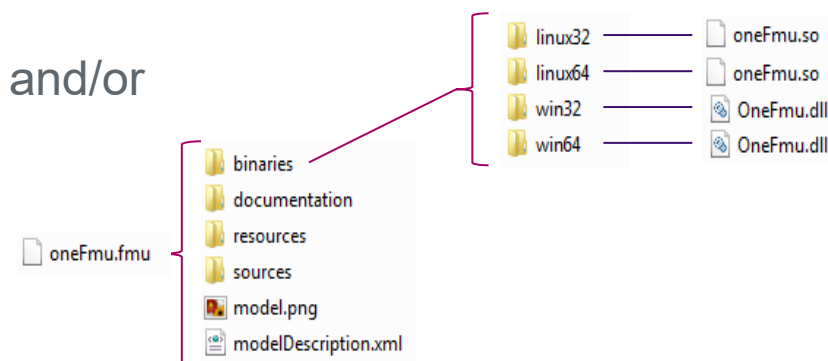 and/or
linux32
oneFmu.so
linux64
oneFmu.so
win32
OneFmu.dll
win64
OneFmu.dll
oneFmu.fmu
binaries
documentation
resources
sources
model.png
modelDescription.xml